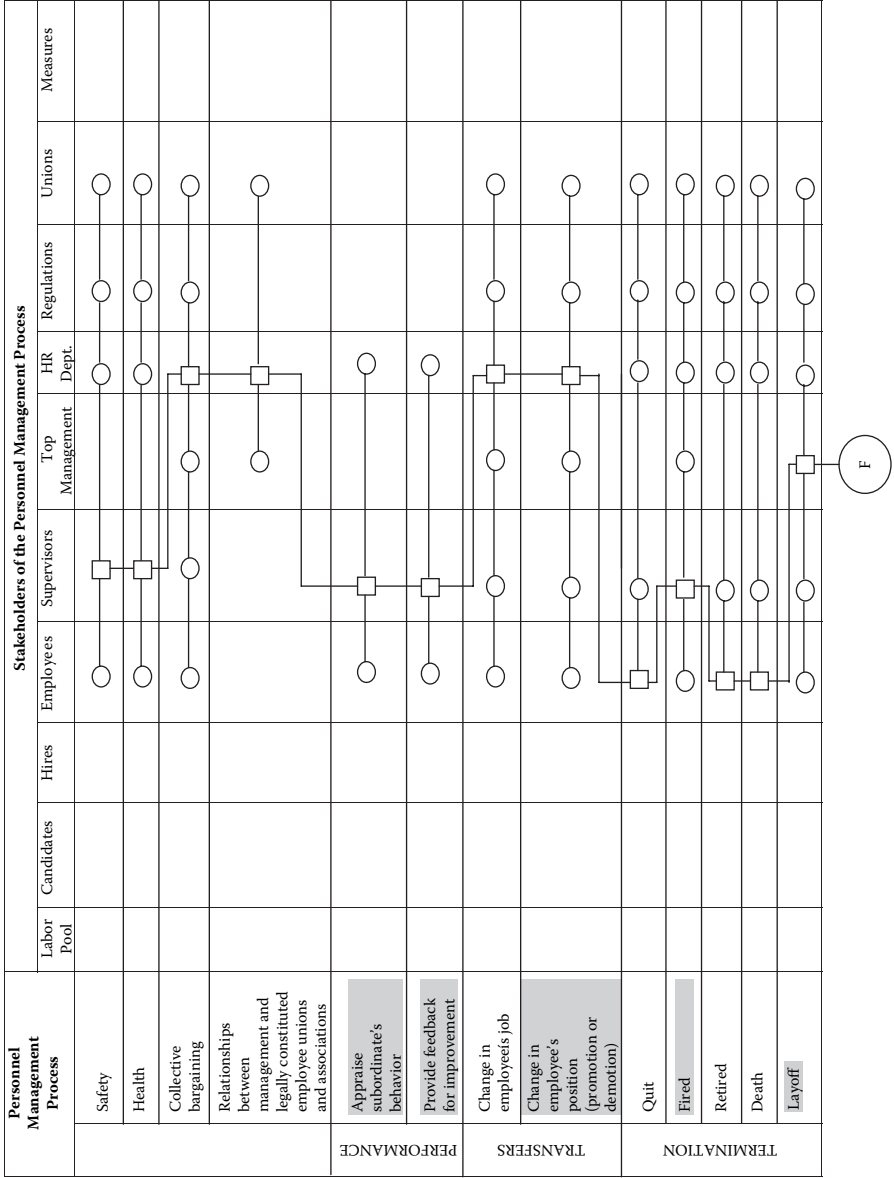 Stakeholders of the Personnel Management Process
Personnel
Management
Process
Labor
Pool
Candidates
Hires
Employees
Supervisors
Top
Management
HR
Dept.
Regulations
Unions
Measures
Safety
Health
Collective
bargaining
Relationships
between
management and
legally constituted
employee unions
and associations
PERFORMANCE
Appraise
subordinate's
behavior
Provide feedback
for improvement
TRANSFERS
Change in
employeeís job
Change in
employee's
position
(promotion or
demotion)
TERMINATION
Quit
Fired
Retired
Death
Layoff
F